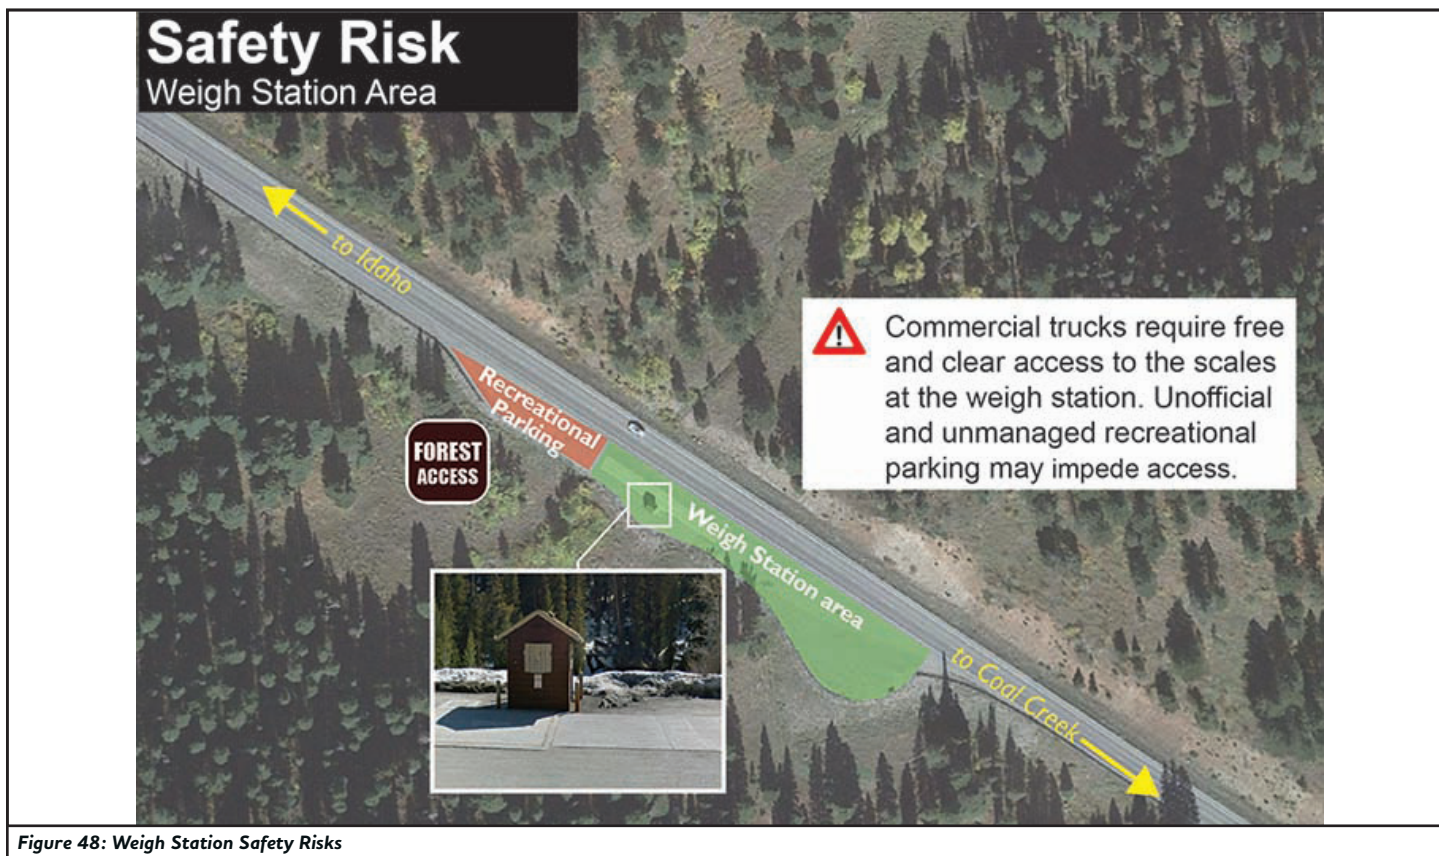 Safety Risk
Weigh Station Area
to Idaho
Commercial trucks require free
and clear access to the scales
at the weigh station. Unofficial
and unmanaged recreational
parking may impede access.
Recreational
Parking
FOREST
ACCESS
Weigh Station area
to Coal Creek
Figure 48: Weigh Station Safety Risks